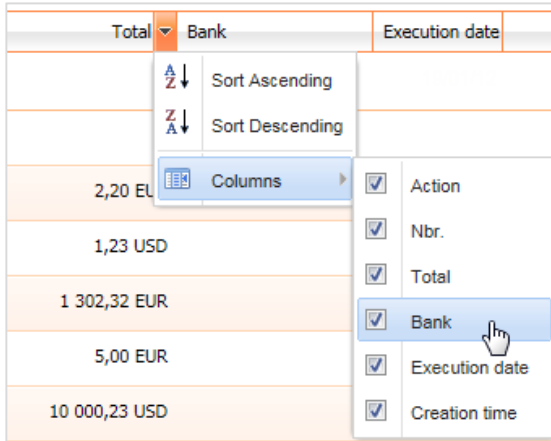 Total Bank Execution date
Sort Ascending
Sort Descending
Columns
Action
Nbr.
Total
Bank
Execution date
Creation time
2,20 EU
1,23 USD
1 302,32 EUR
5,00 EUR
10 000,23 USD